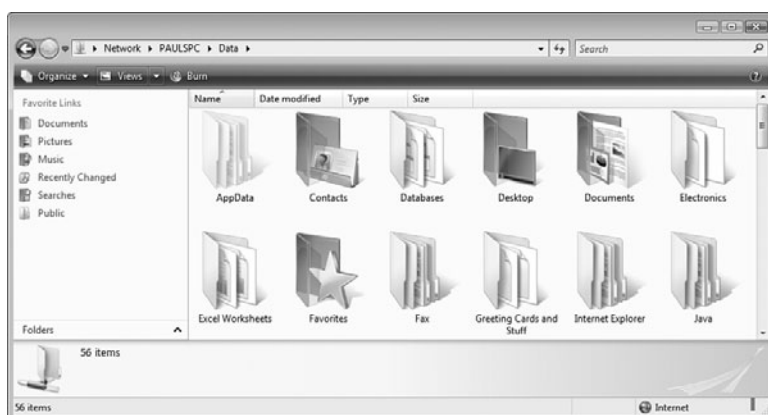 Network ▸ PAULSPC ▸ Data ▸
Search
Organize Views Burn
Favorite Links
Documents
Pictures
Music
Recently Changed
Searches
Public
Folders
Name Date modified Type Size
AppData Contacts Databases Desktop Documents Electronics
Excel Worksheets Favorites Fax Greeting Cards and Stuff Internet Explorer Java
56 items
56 items Internet